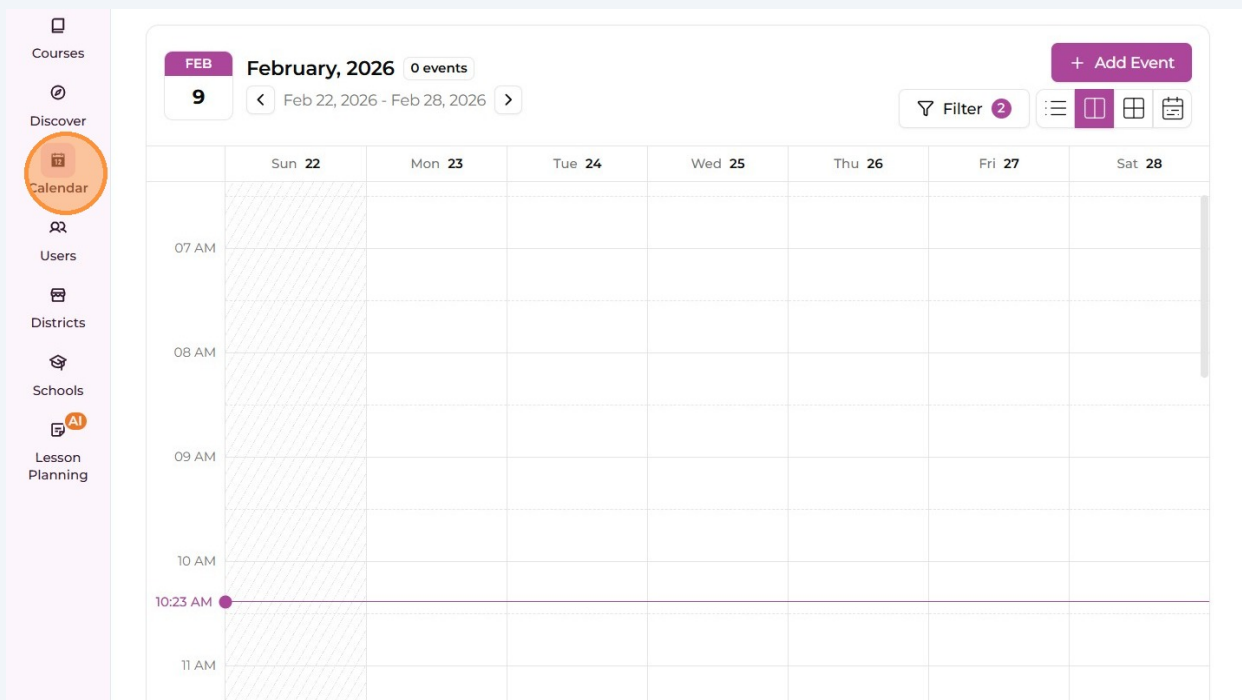 Courses
Discover
12
Calendar
Users
Districts
Schools
AI
Lesson
Planning
FEB
9
February, 2026 0 events
Feb 22, 2026 - Feb 28, 2026
+ Add Event
Filter 2
Sun 22 Mon 23 Tue 24 Wed 25 Thu 26 Fri 27 Sat 28
07 AM
08 AM
09 AM
10 AM
10:23 AM
11 AM